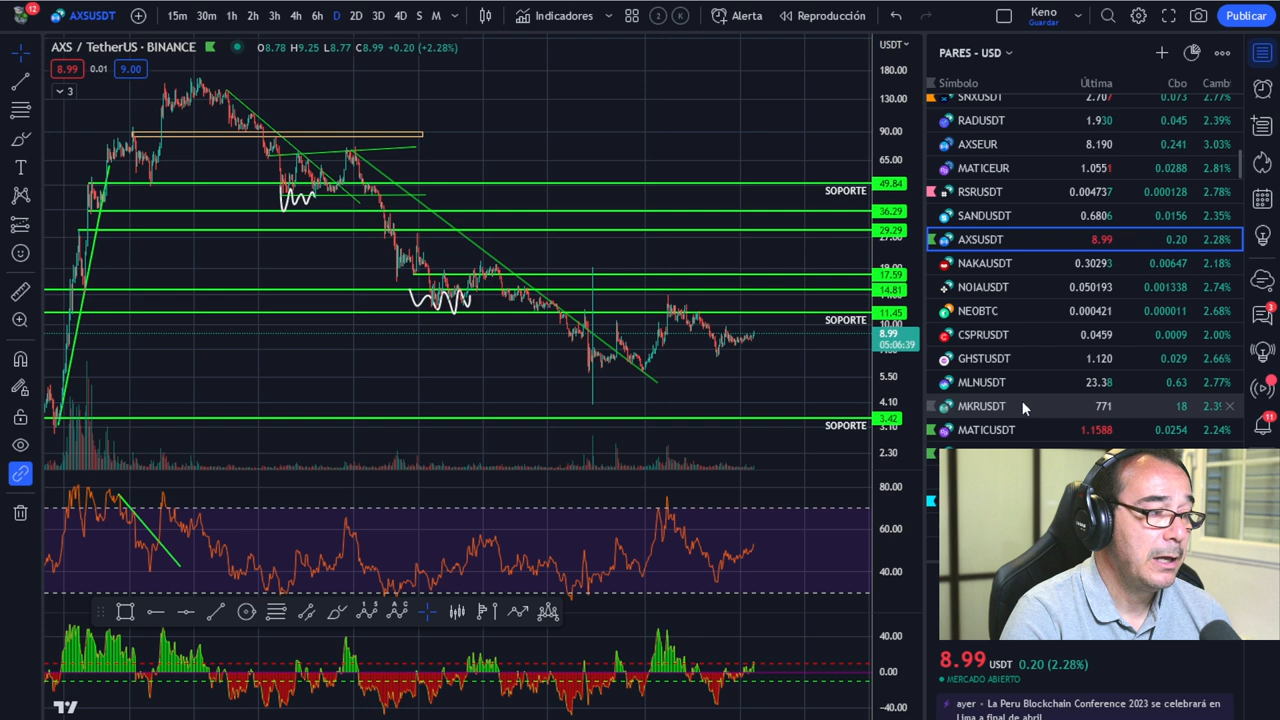 12
AXSUSDT
15m 30m 1h 2h 3h 4h 6h D 2D 3D 4D S M
Indicadores
2 K
Alerta
Reproducción
Keno
Guardar
Publicar
AXS / TetherUS · BINANCE O8.78 H9.25 L8.77 C8.99 +0.20 (+2.28%)
8.99 0.01 9.00
3
USDT
180.00
130.00
90.00
65.00
49.84
SOPORTE
36.29
29.29
17.59
14.81
11.45
SOPORTE
10.00
8.99
05:06:39
5.50
4.10
3.42
SOPORTE
3.10
2.30
80.00
60.00
40.00
40.00
0.00
−40.00
PARES - USD
Símbolo Última Cbo Camb
SNXUSDT 2.707 0.073 2.77%
RADUSDT 1.930 0.045 2.39%
AXSEUR 8.190 0.241 3.03%
MATICEUR 1.0551 0.0288 2.81%
RSRUSDT 0.004737 0.000128 2.78%
SANDUSDT 0.6806 0.0156 2.35%
AXSUSDT 8.99 0.20 2.28%
NAKAUSDT 0.30293 0.00647 2.18%
NOIAUSDT 0.050193 0.001343 2.74%
NEOBTC 0.000421 0.000011 2.68%
CSPRUSDT 0.0459 0.0009 2.00%
GHSTUSDT 1.120 0.029 2.66%
MLNUSDT 23.38 0.63 2.77%
MKRUSDT 771 18 2.39
MATICUSDT 1.1588 0.0254 2.24%
3
11
8.99 USDT 0.20 (2.28%)
MERCADO ABIERTO
ayer - La Peru Blockchain Conference 2023 se celebrará en
Lima a final de abril